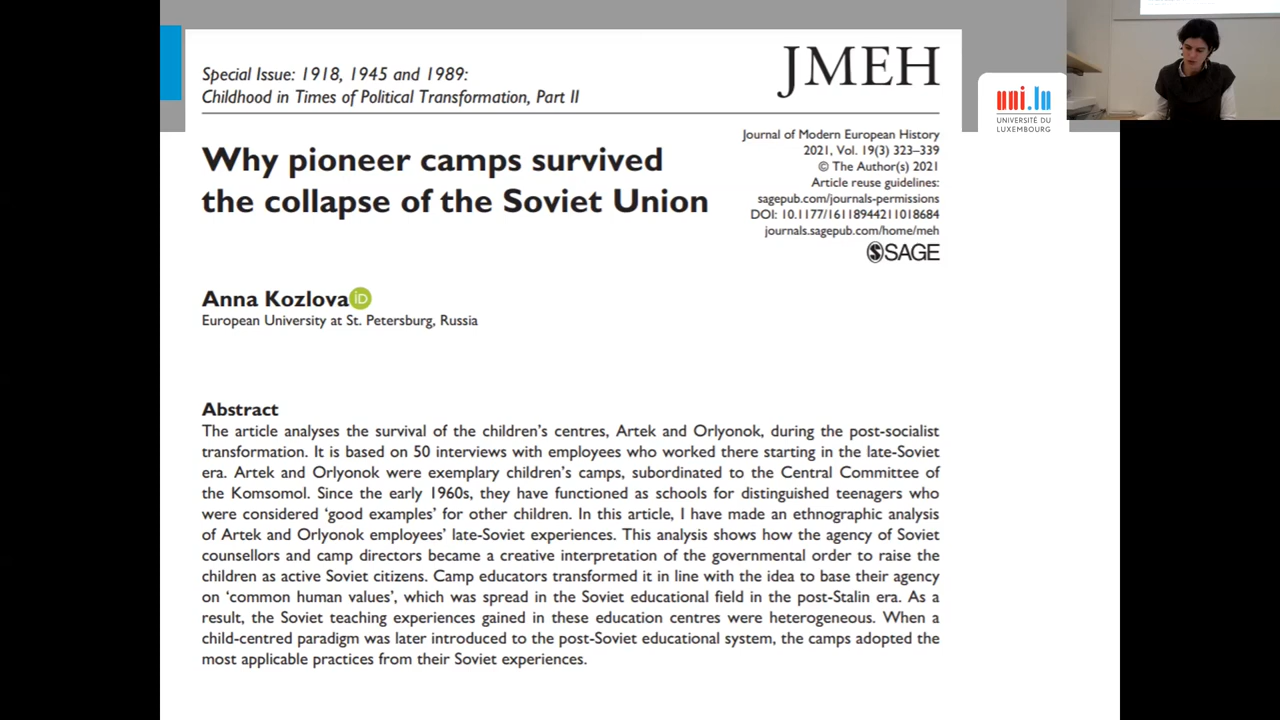 Special Issue: 1918, 1945 and 1989:
Childhood in Times of Political Transformation, Part II
JMEH
Journal of Modern European History
2021, Vol. 19(3) 323–339
© The Author(s) 2021
Article reuse guidelines:
sagepub.com/journals-permissions
DOI: 10.1177/16118944211018684
journals.sagepub.com/home/meh
SAGE
Why pioneer camps survived
the collapse of the Soviet Union
uni.lu
UNIVERSITÉ DU
LUXEMBOURG
Anna Kozlova iD
European University at St. Petersburg, Russia
Abstract
The article analyses the survival of the children's centres, Artek and Orlyonok, during the post-socialist
transformation. It is based on 50 interviews with employees who worked there starting in the late-Soviet
era. Artek and Orlyonok were exemplary children's camps, subordinated to the Central Committee of
the Komsomol. Since the early 1960s, they have functioned as schools for distinguished teenagers who
were considered 'good examples' for other children. In this article, I have made an ethnographic analysis
of Artek and Orlyonok employees' late-Soviet experiences. This analysis shows how the agency of Soviet
counsellors and camp directors became a creative interpretation of the governmental order to raise the
children as active Soviet citizens. Camp educators transformed it in line with the idea to base their agency
on 'common human values', which was spread in the Soviet educational field in the post-Stalin era. As a
result, the Soviet teaching experiences gained in these education centres were heterogeneous. When a
child-centred paradigm was later introduced to the post-Soviet educational system, the camps adopted the
most applicable practices from their Soviet experiences.